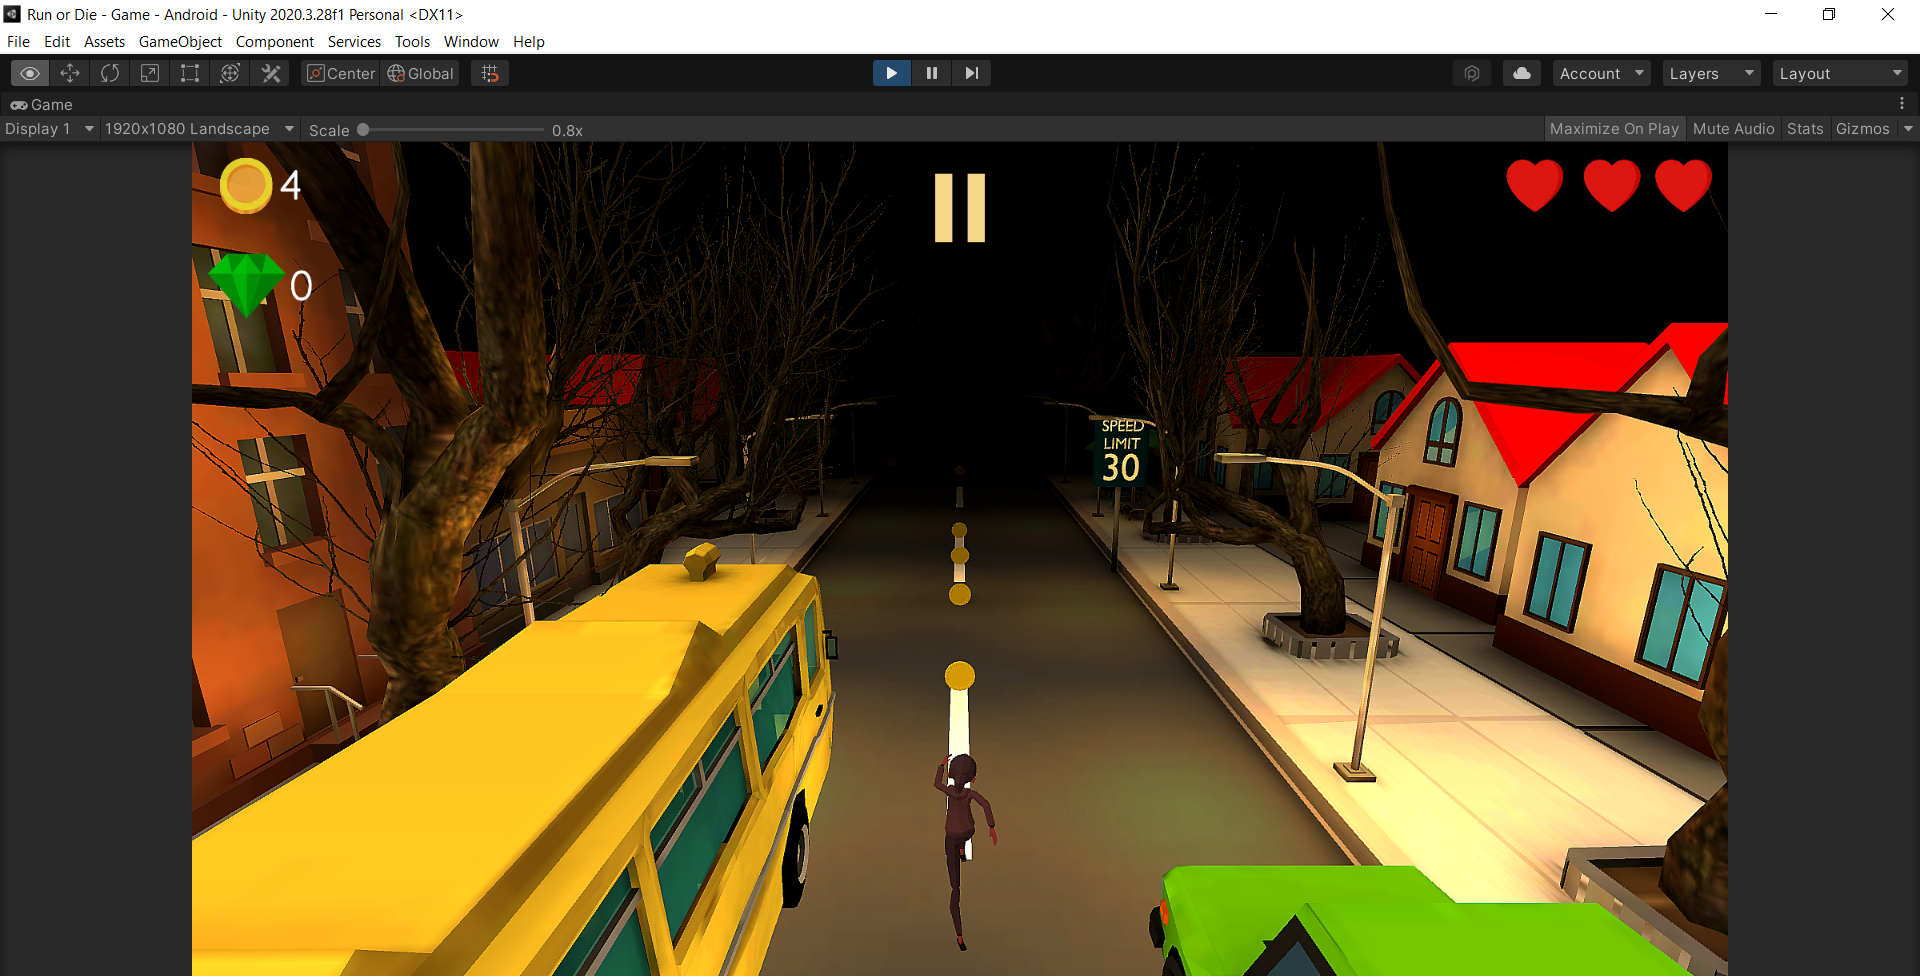 Run or Die - Game - Android - Unity 2020.3.28f1 Personal <DX11>
File Edit Assets GameObject Component Services Tools Window Help
Center Global Account Layers Layout
Game
Display 1 1920x1080 Landscape Scale 0.8x Maximize On Play Mute Audio Stats Gizmos
4
0
SPEED
LIMIT
30